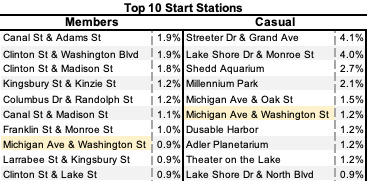 Top 10 Start Stations
Members Casual
Canal St & Adams St 1.9% Streeter Dr & Grand Ave 4.1%
Clinton St & Washington Blvd 1.9% Lake Shore Dr & Monroe St 4.0%
Clinton St & Madison St 1.8% Shedd Aquarium 2.7%
Kingsbury St & Kinzie St 1.2% Millennium Park 2.1%
Columbus Dr & Randolph St 1.2% Michigan Ave & Oak St 1.5%
Canal St & Madison St 1.1% Michigan Ave & Washington St 1.2%
Franklin St & Monroe St 1.0% Dusable Harbor 1.2%
Michigan Ave & Washington St 0.9% Adler Planetarium 1.2%
Larrabee St & Kingsbury St 0.9% Theater on the Lake 1.2%
Clinton St & Lake St 0.9% Lake Shore Dr & North Blvd 0.9%